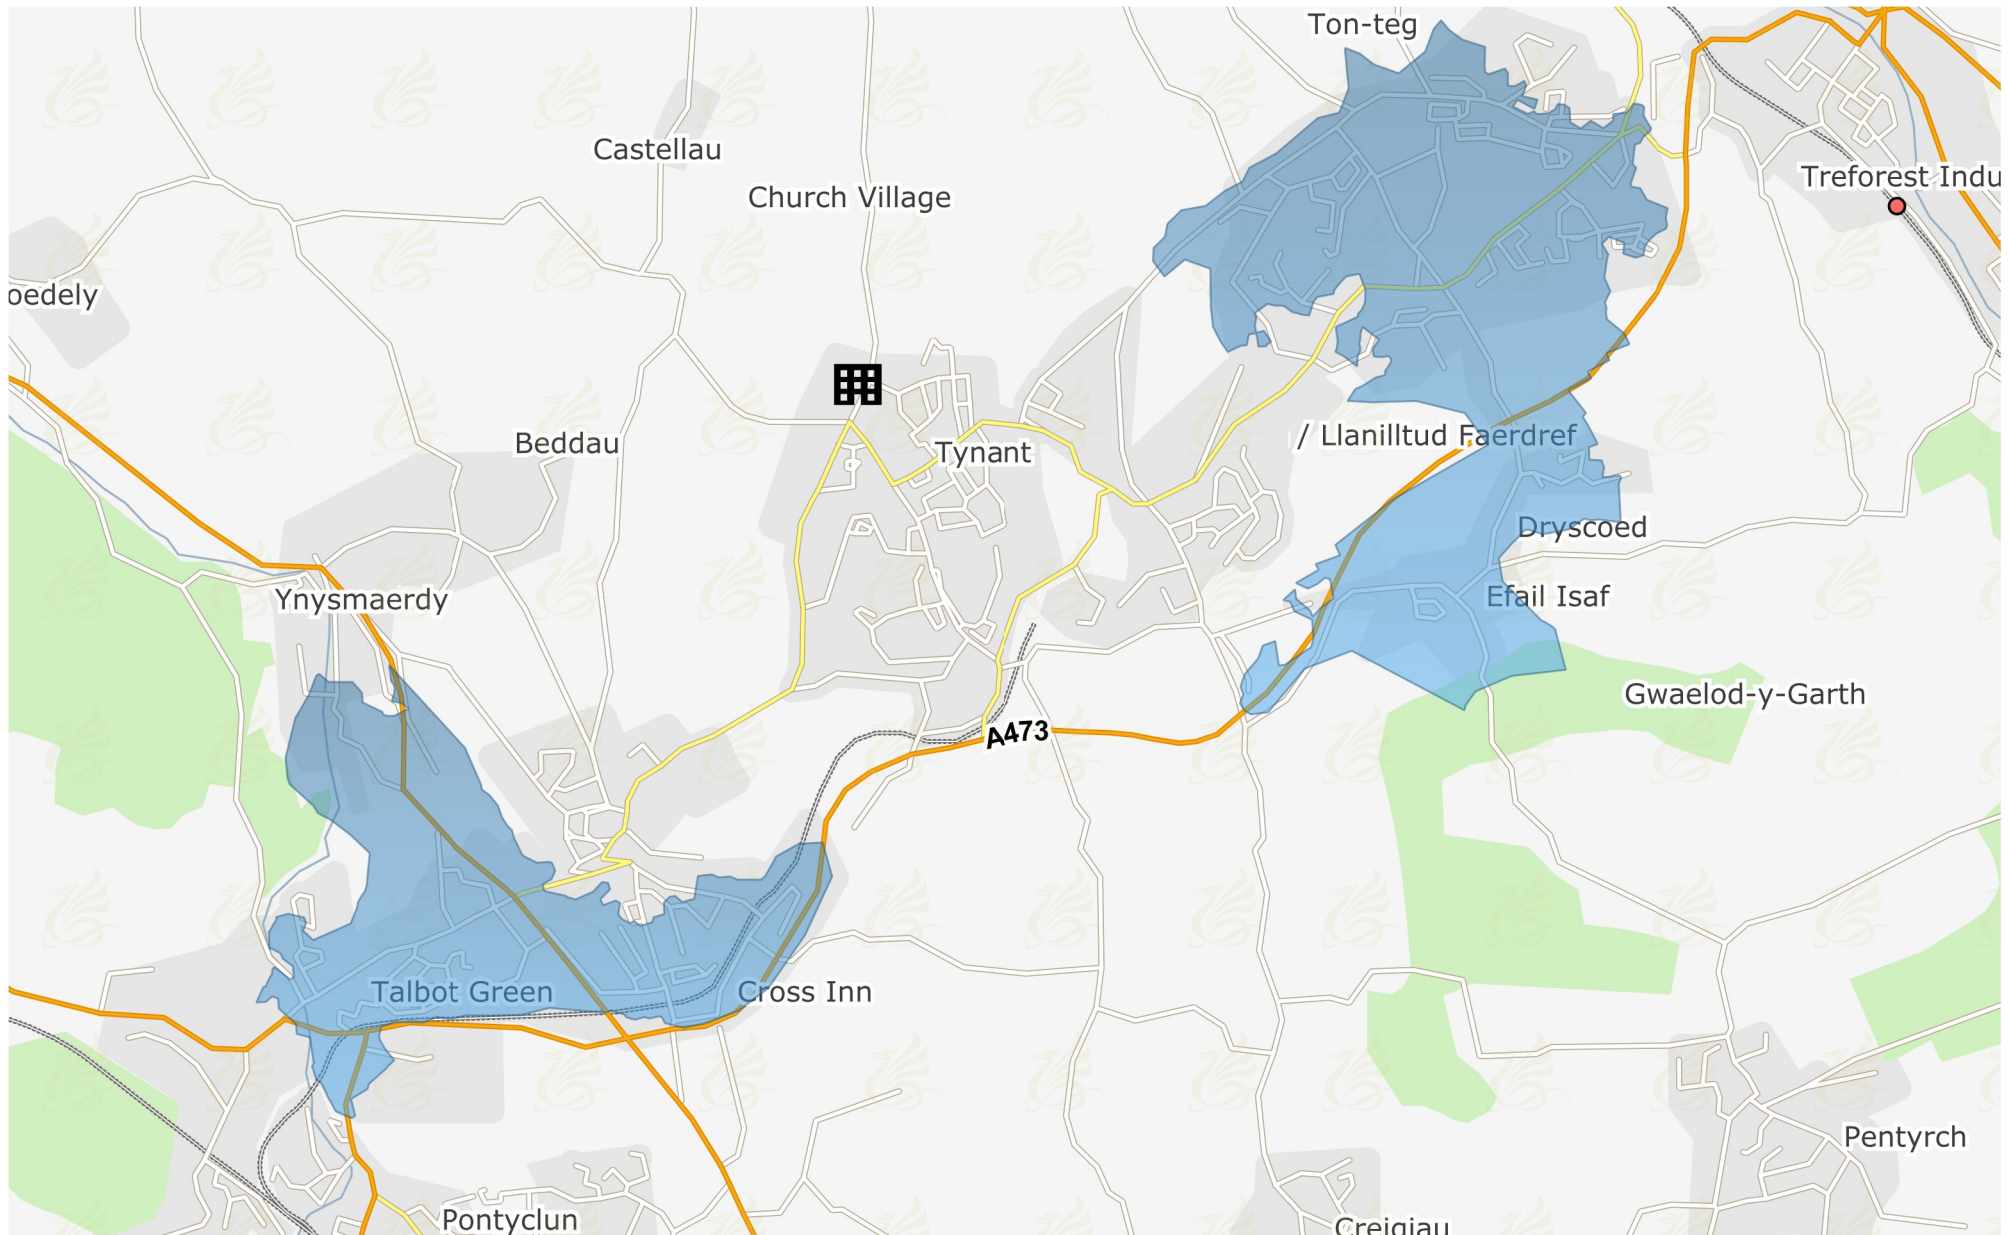 Ton-teg
Castellau
Treforest Indu
Church Village
oedely
/ Llanilltud Faerdref
Beddau
Tynant
Dryscoed
Ynysmaerdy
Efail Isaf
Gwaelod-y-Garth
A473
Talbot Green
Cross Inn
Pentyrch
Pontyclun
Creigiau